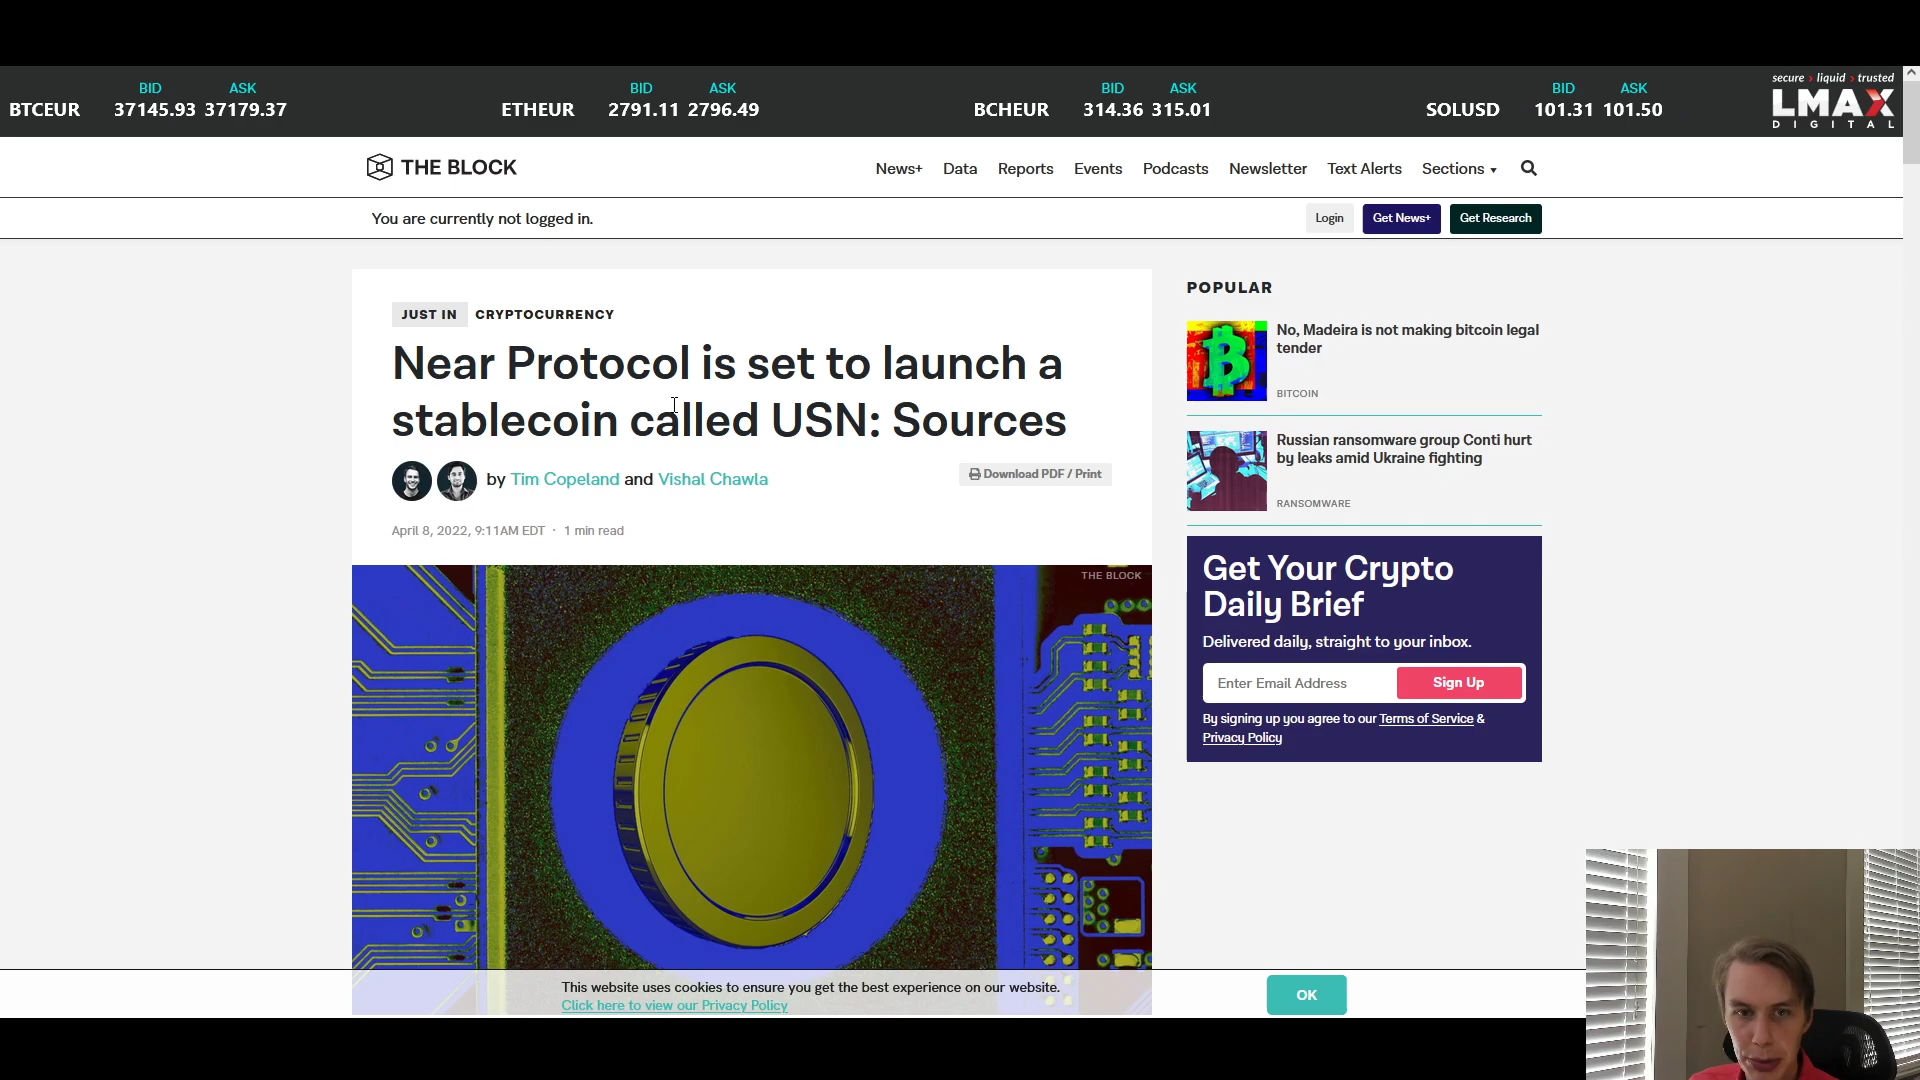 BID ASK
BTCEUR 37145.93 37179.37
BID ASK
ETHEUR 2791.11 2796.49
BID ASK
BCHEUR 314.36 315.01
BID ASK
SOLUSD 101.31 101.50
secure › liquid › trusted
LMAX
DIGITAL
THE BLOCK
News+ Data Reports Events Podcasts Newsletter Text Alerts Sections
You are currently not logged in.
Login Get News+ Get Research
JUST IN CRYPTOCURRENCY
Near Protocol is set to launch a
stablecoin called USN: Sources
by Tim Copeland and Vishal Chawla
Download PDF / Print
April 8, 2022, 9:11AM EDT · 1 min read
THE BLOCK
POPULAR
No, Madeira is not making bitcoin legal
tender
BITCOIN
Russian ransomware group Conti hurt
by leaks amid Ukraine fighting
RANSOMWARE
Get Your Crypto
Daily Brief
Delivered daily, straight to your inbox.
Enter Email Address Sign Up
By signing up you agree to our Terms of Service &
Privacy Policy
This website uses cookies to ensure you get the best experience on our website.
Click here to view our Privacy Policy
OK